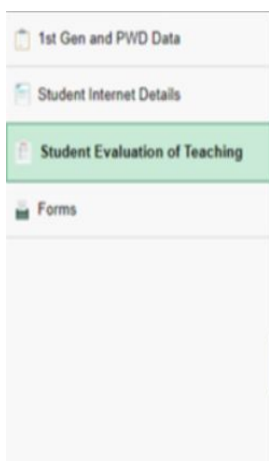 1st Gen and PWD Data
Student Internet Details
Student Evaluation of Teaching
Forms